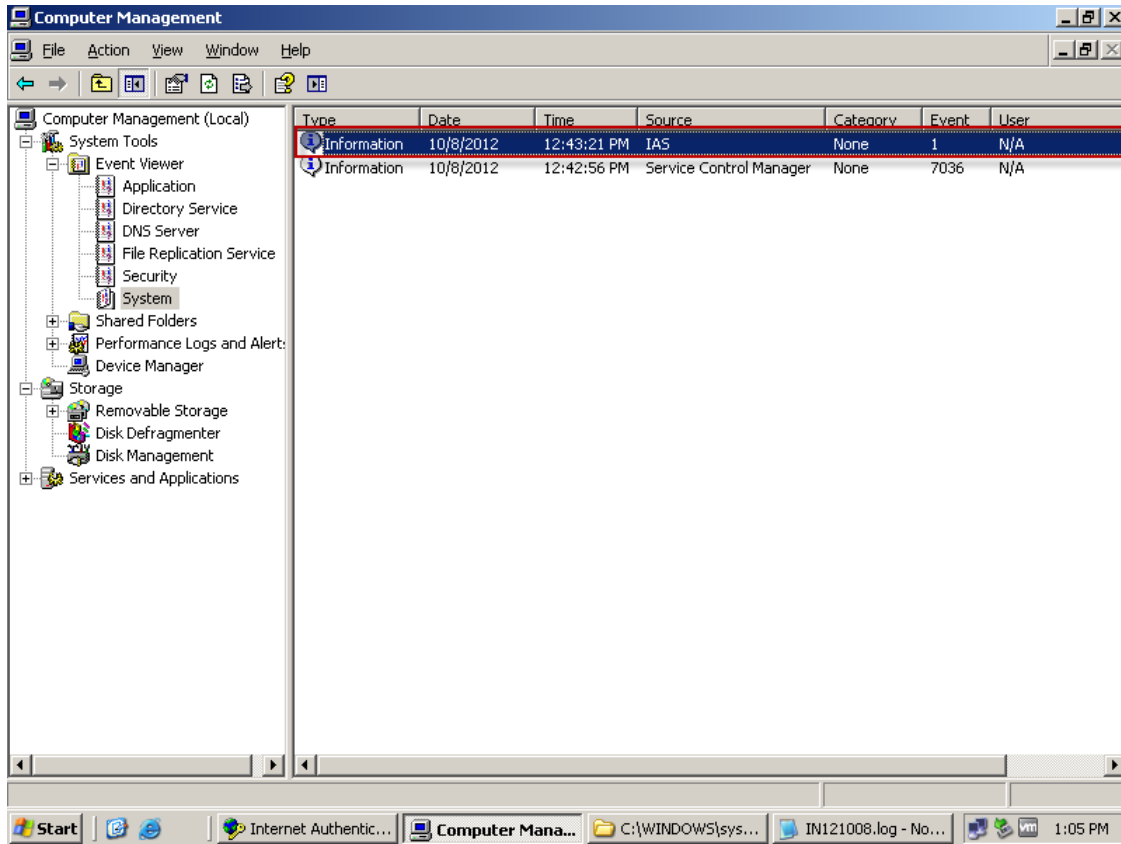 Computer Management
File Action View Window Help
Computer Management (Local)
System Tools
Event Viewer
Application
Directory Service
DNS Server
File Replication Service
Security
System
Shared Folders
Performance Logs and Alert:
Device Manager
Storage
Removable Storage
Disk Defragmenter
Disk Management
Services and Applications
Type Date Time Source Category Event User
Information 10/8/2012 12:43:21 PM IAS None 1 N/A
Information 10/8/2012 12:42:56 PM Service Control Manager None 7036 N/A
Start Internet Authentic... Computer Mana... C:\WINDOWS\sys... IN121008.log - No... vm 1:05 PM